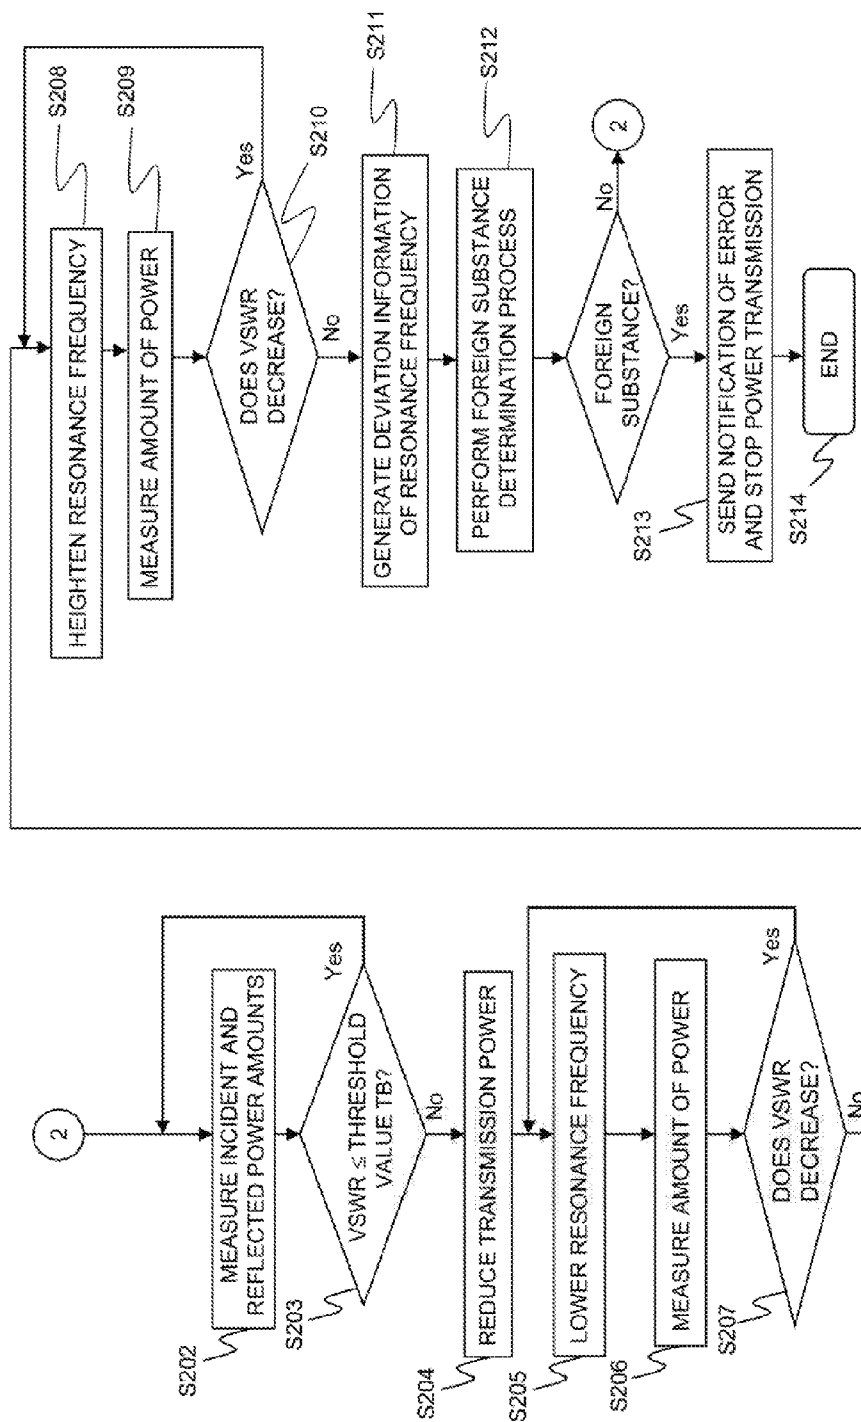 2
MEASURE INCIDENT AND
REFLECTED POWER AMOUNTS
S202
VSWR ≤ THRESHOLD
VALUE TB?
Yes
No
S203
REDUCE TRANSMISSION POWER
S204
LOWER RESONANCE FREQUENCY
S205
MEASURE AMOUNT OF POWER
S206
DOES VSWR
DECREASE?
Yes
No
S207
HEIGHTEN RESONANCE FREQUENCY
S208
MEASURE AMOUNT OF POWER
S209
DOES VSWR
DECREASE?
Yes
No
S210
GENERATE DEVIATION INFORMATION
OF RESONANCE FREQUENCY
S211
PERFORM FOREIGN SUBSTANCE
DETERMINATION PROCESS
S212
FOREIGN
SUBSTANCE?
No
2
Yes
SEND NOTIFICATION OF ERROR
AND STOP POWER TRANSMISSION
S213
END
S214